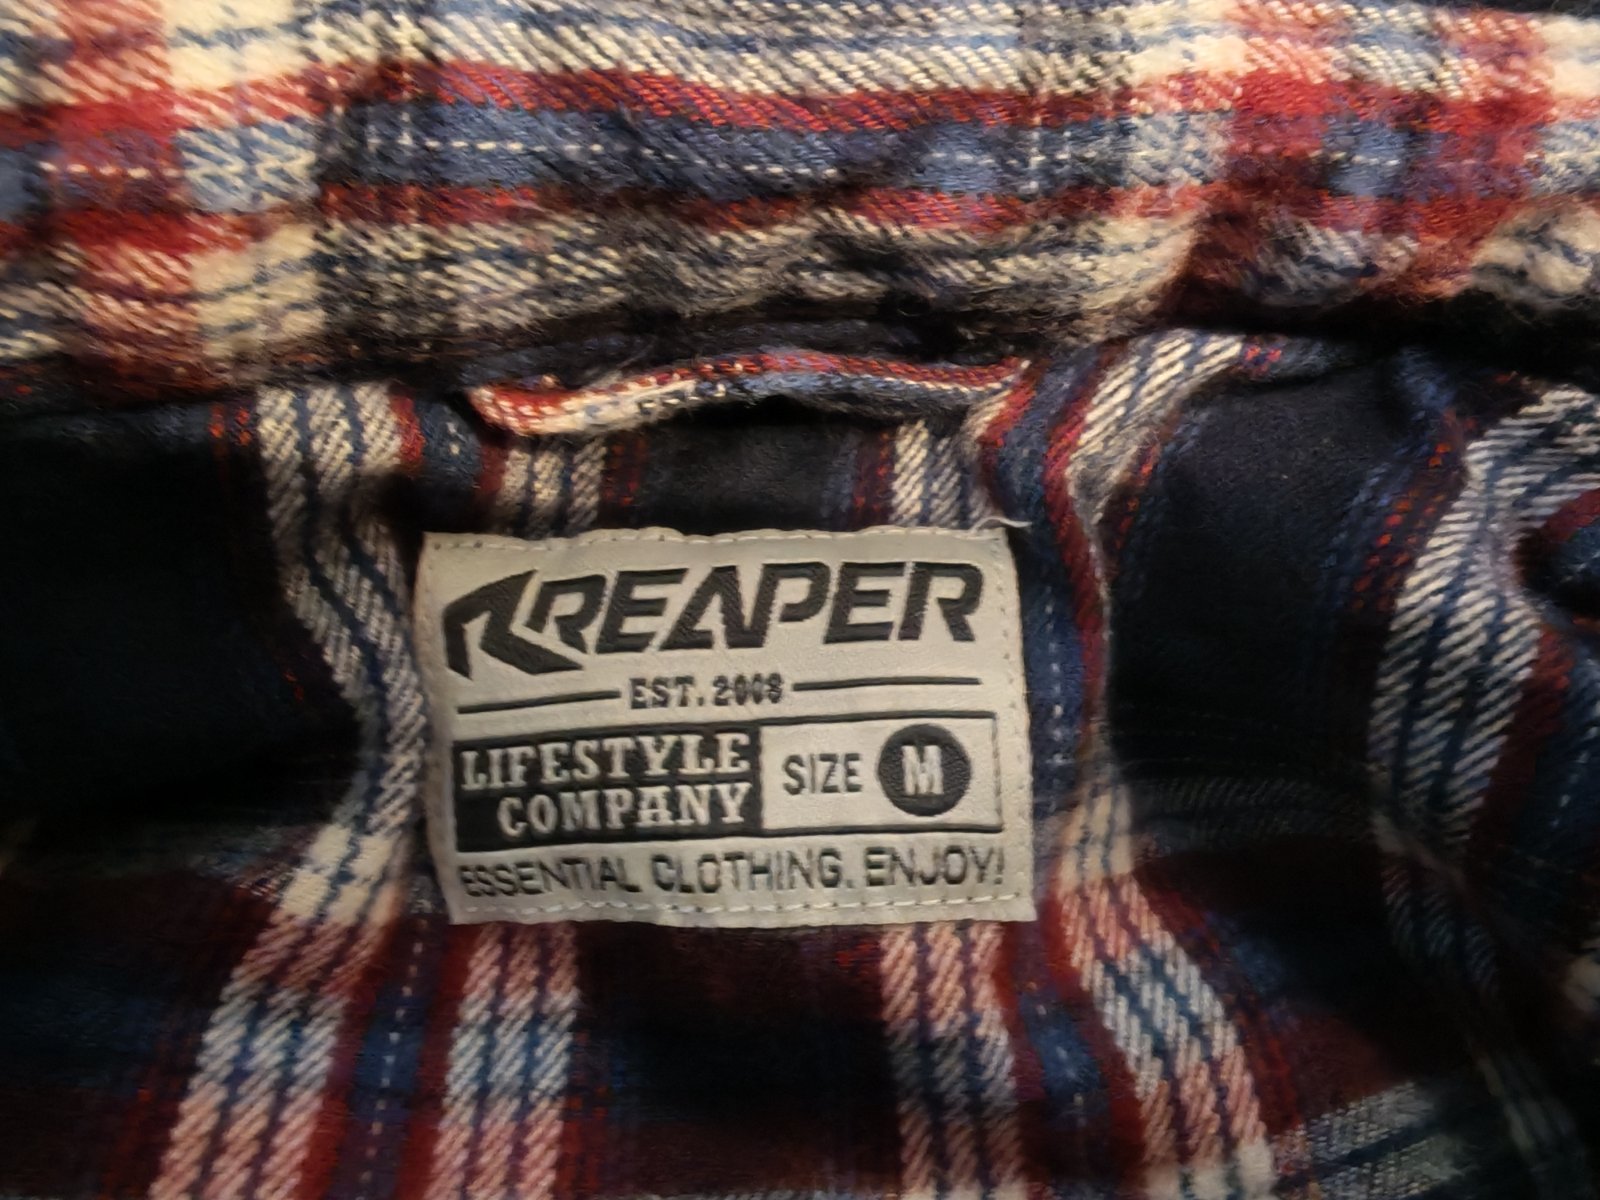 REAPER
EST. 2008
LIFESTYLE
COMPANY
SIZE M
ESSENTIAL CLOTHING. ENJOY!